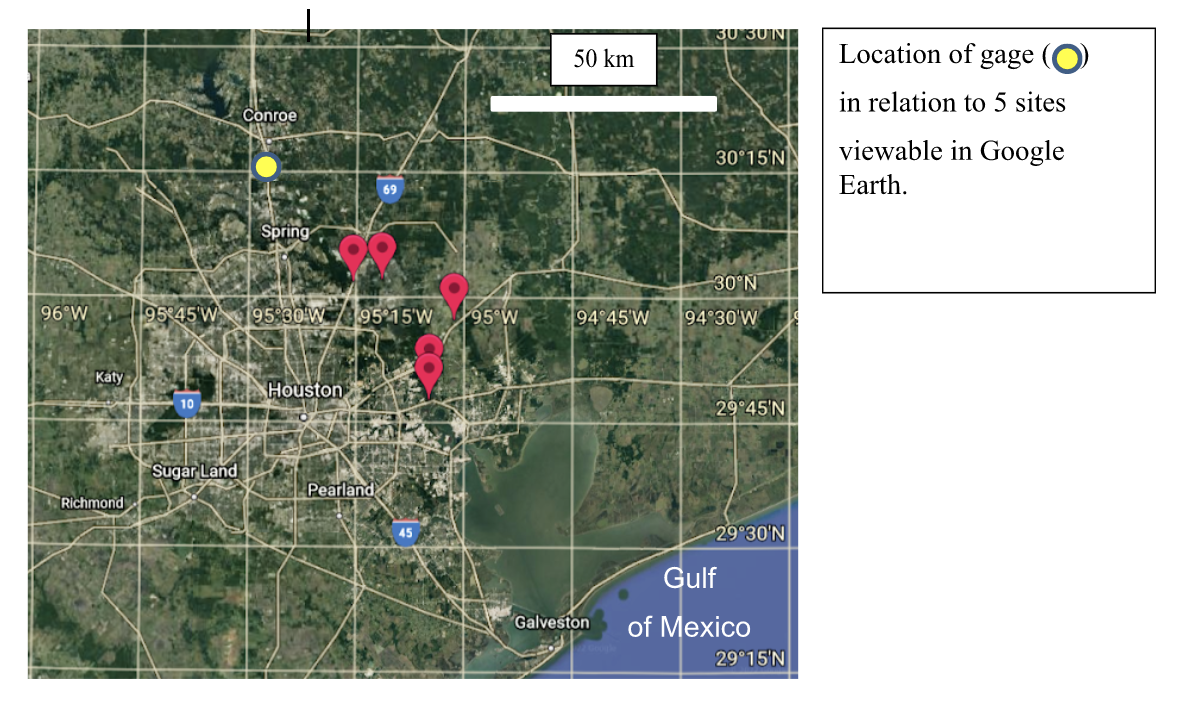 30°30'N
50 km
Location of gage ( )
in relation to 5 sites
viewable in Google
Earth.
Conroe
30°15'N
69
Spring
30°N
96°W 95°45'W 95°30'W 95°15'W 95°W 94°45'W 94°30'W
Katy
Houston
10
29°45'N
Sugar Land
Pearland
Richmond
45
29°30'N
Gulf
of Mexico
Galveston
29°15'N